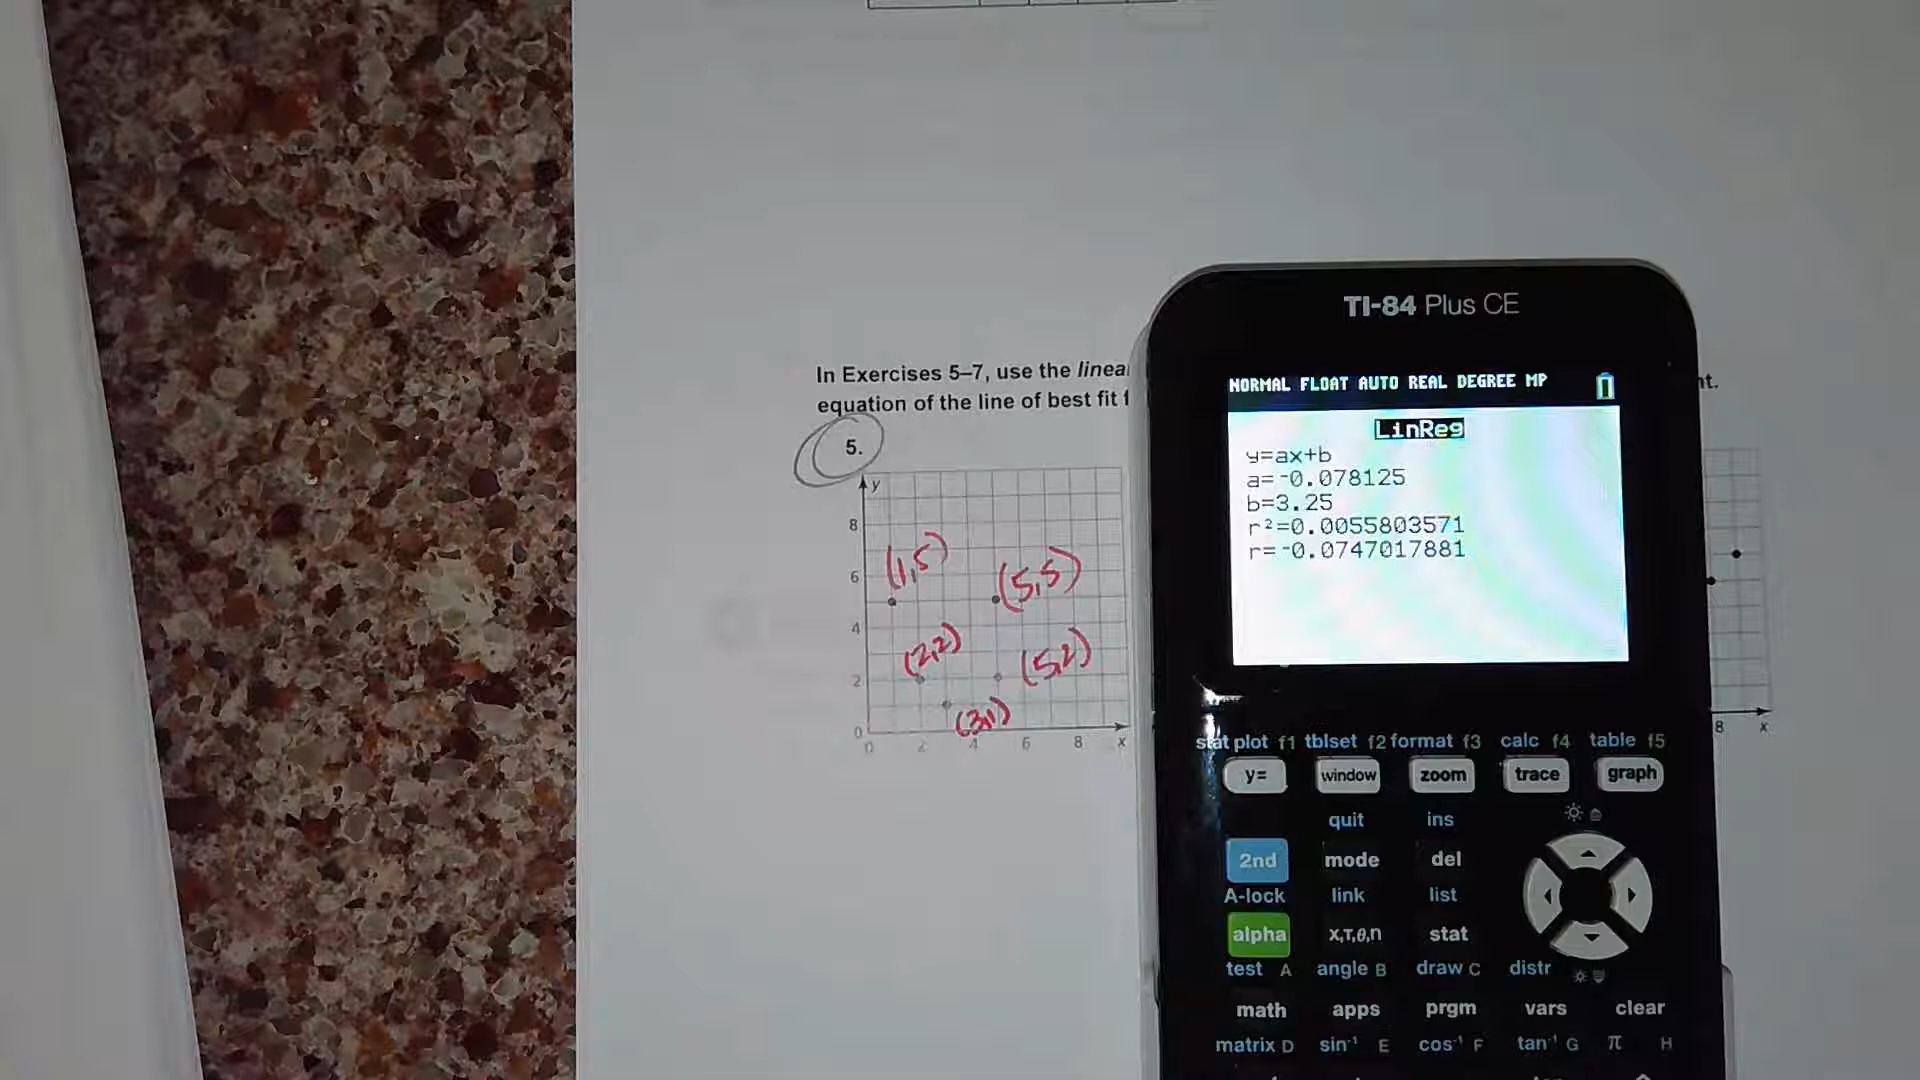 In Exercises 5–7, use the linea
nt.
equation of the line of best fit f
5.
y
8
6
4
2
0
0 2 4 6 8 x
(1,5)
(5,5)
(2,2)
(5,2)
(3,1)
8 x
TI-84 Plus CE
NORMAL FLOAT AUTO REAL DEGREE MP
LinReg
y=ax+b
a=-0.078125
b=3.25
r²=0.0055803571
r=-0.0747017881
stat plot f1 tblset f2 format f3 calc f4 table f5
y= window zoom trace graph
quit ins
2nd mode del
A-lock link list
alpha x,T,θ,n stat
test A angle B draw C distr
math apps prgm vars clear
matrix D sin⁻¹ E cos⁻¹ F tan⁻¹ G π H